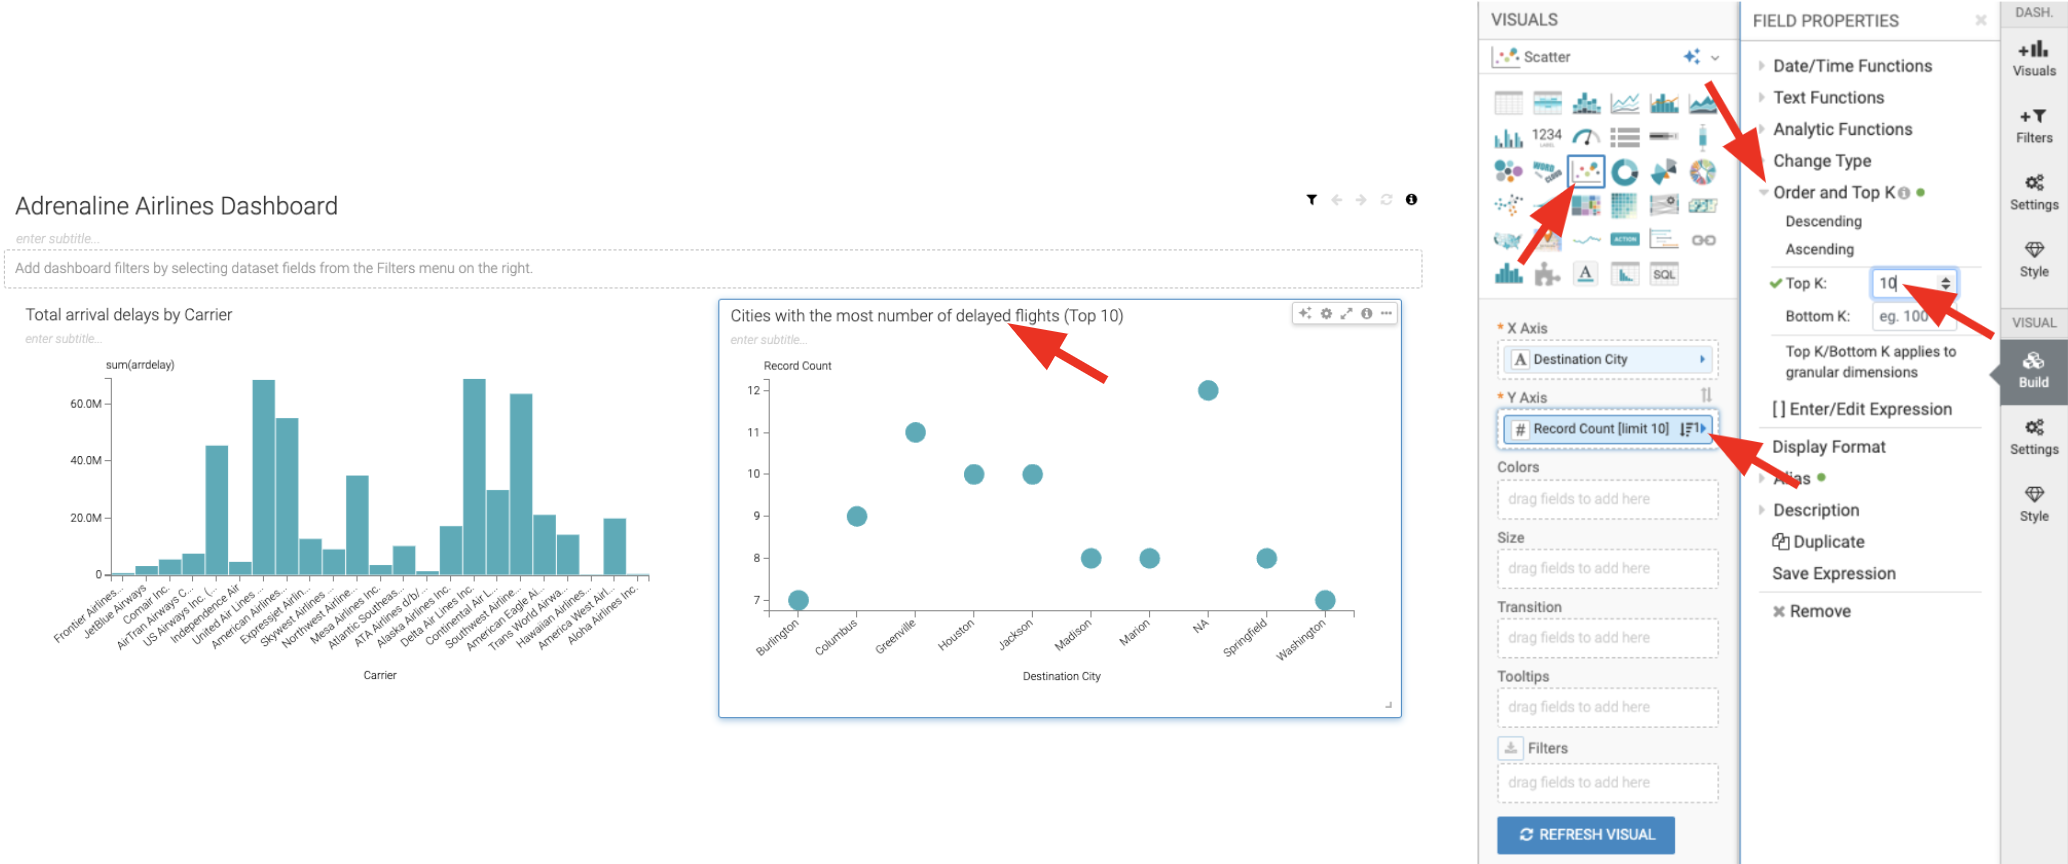 Adrenaline Airlines Dashboard
enter subtitle...
Add dashboard filters by selecting dataset fields from the Filters menu on the right.
Total arrival delays by Carrier
enter subtitle...
sum(arrdelay)
60.0M
40.0M
20.0M
0
Frontier Airlines...
JetBlue Airways
Comair Inc.
AirTran Airways C...
US Airways Inc. (...
Independence Air
United Air Lines ...
American Airlines...
Expressjet Airlin...
Skywest Airlines ...
Northwest Airline...
Mesa Airlines Inc.
Atlantic Southeas...
ATA Airlines d/b/...
Alaska Airlines Inc.
Delta Air Lines Inc.
Continental Air L...
Southwest Airline...
American Eagle Ai...
Trans World Airwa...
Hawaiian Airlines...
America West Airl...
Aloha Airlines Inc.
Carrier
Cities with the most number of delayed flights (Top 10)
enter subtitle...
Record Count
12
11
10
9
8
7
Burlington
Columbus
Greenville
Houston
Jackson
Madison
Marion
NA
Springfield
Washington
Destination City
VISUALS
Scatter
1234
LABEL
WORD
CLOUD
ACTION
A
SQL
* X Axis
A Destination City
* Y Axis
# Record Count [limit 10] 1
Colors
drag fields to add here
Size
drag fields to add here
Transition
drag fields to add here
Tooltips
drag fields to add here
Filters
drag fields to add here
REFRESH VISUAL
FIELD PROPERTIES
Date/Time Functions
Text Functions
Analytic Functions
Change Type
Order and Top K
Descending
Ascending
Top K: 10
Bottom K: eg. 100
Top K/Bottom K applies to
granular dimensions
[ ] Enter/Edit Expression
Display Format
Alias
Description
Duplicate
Save Expression
Remove
DASH.
Visuals
Filters
Settings
Style
VISUAL
Build
Settings
Style